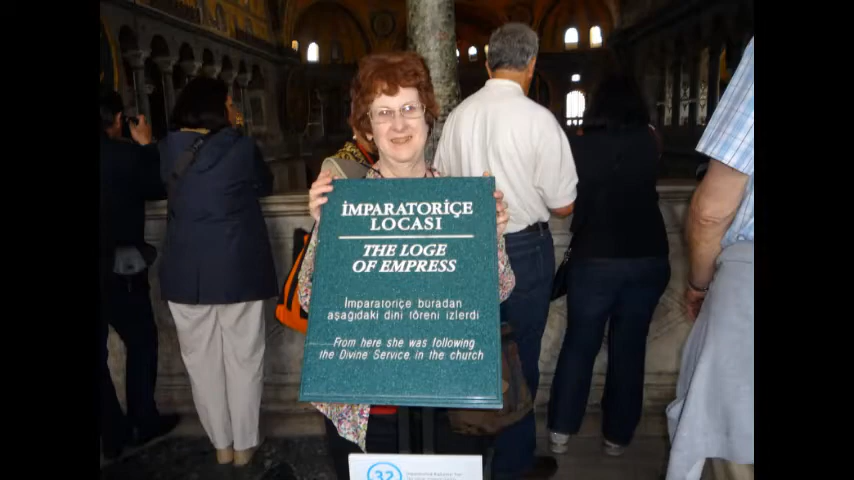 İMPARATORİÇE
LOCASI
THE LOGE
OF EMPRESS
İmparatoriçe buradan
aşağıdaki dini töreni izlerdi
From here she was following
the Divine Service in the church
32